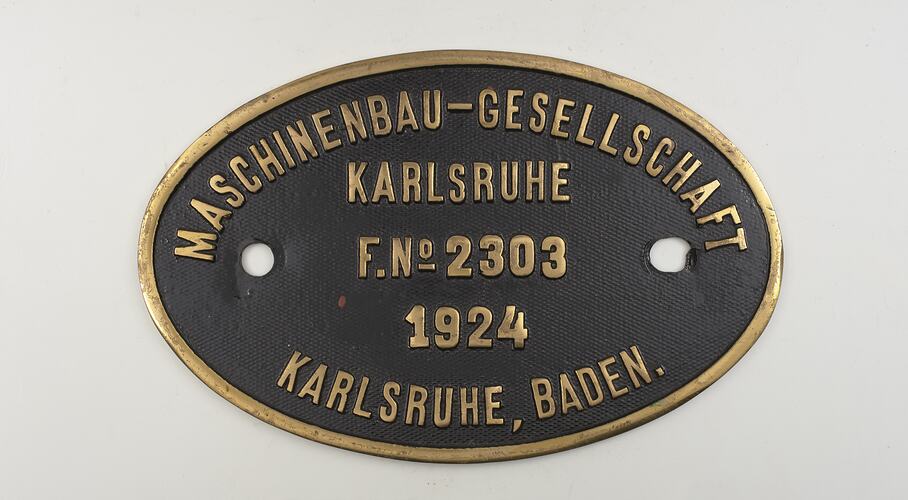 MASCHINENBAU-GESELLSCHAFT
KARLSRUHE
F.Nº 2303
1924
KARLSRUHE, BADEN.